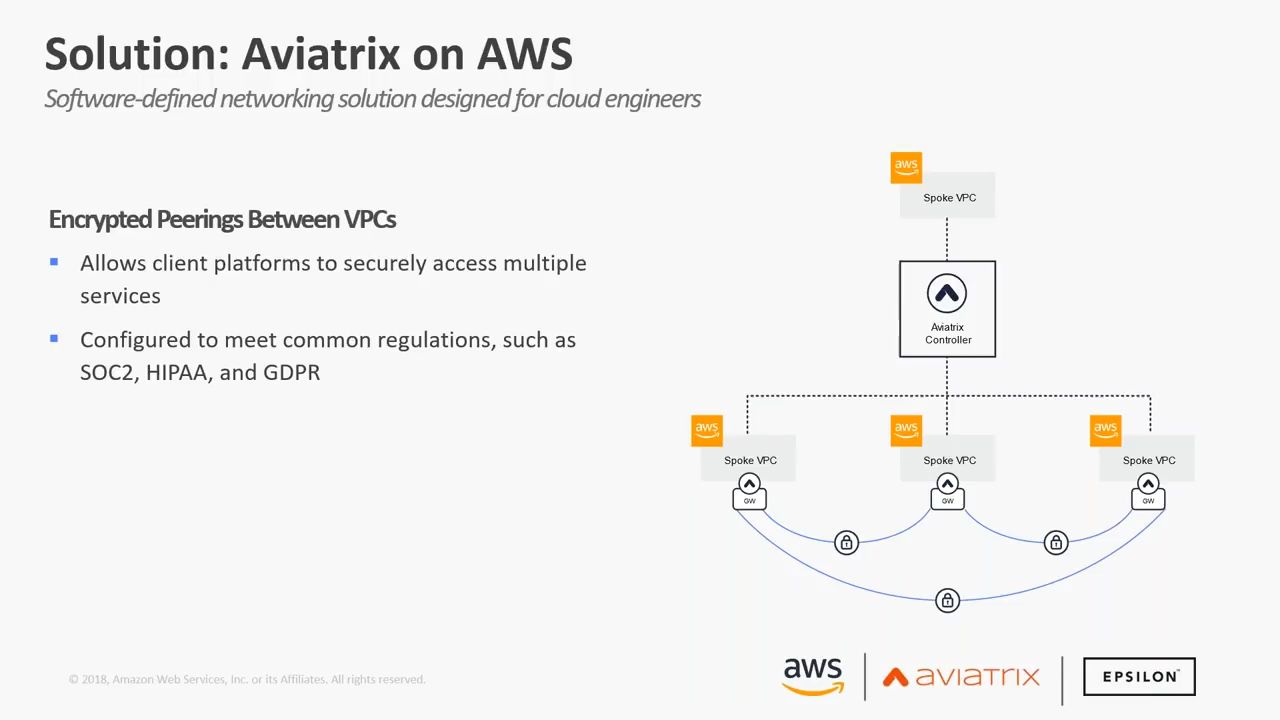 Solution: Aviatrix on AWS
Software-defined networking solution designed for cloud engineers
Encrypted Peerings Between VPCs
Allows client platforms to securely access multiple
services
Configured to meet common regulations, such as
SOC2, HIPAA, and GDPR
aws
Spoke VPC
Aviatrix
Controller
aws
Spoke VPC
GW
aws
Spoke VPC
GW
aws
Spoke VPC
GW
© 2018, Amazon Web Services, Inc. or its Affiliates. All rights reserved.
aws
aviatrix
EPSILON™